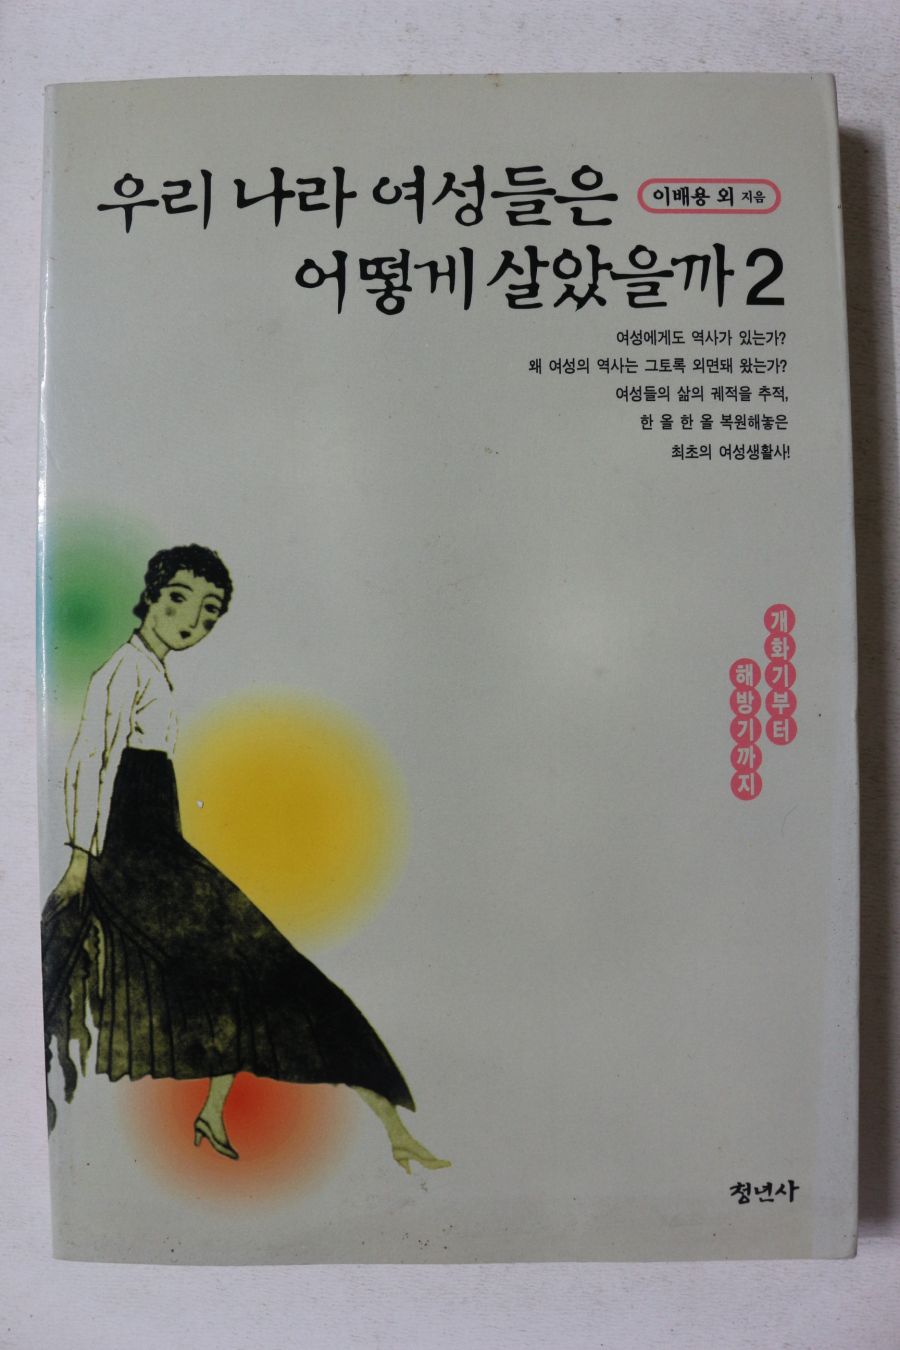 우리 나라 여성들은
이배용 외 지음
어떻게 살았을까 2
여성에게도 역사가 있는가?
왜 여성의 역사는 그토록 외면돼 왔는가?
여성들의 삶의 궤적을 추적,
한 올 한 올 복원해놓은
최초의 여성생활사!
개화기부터
해방기까지
청년사